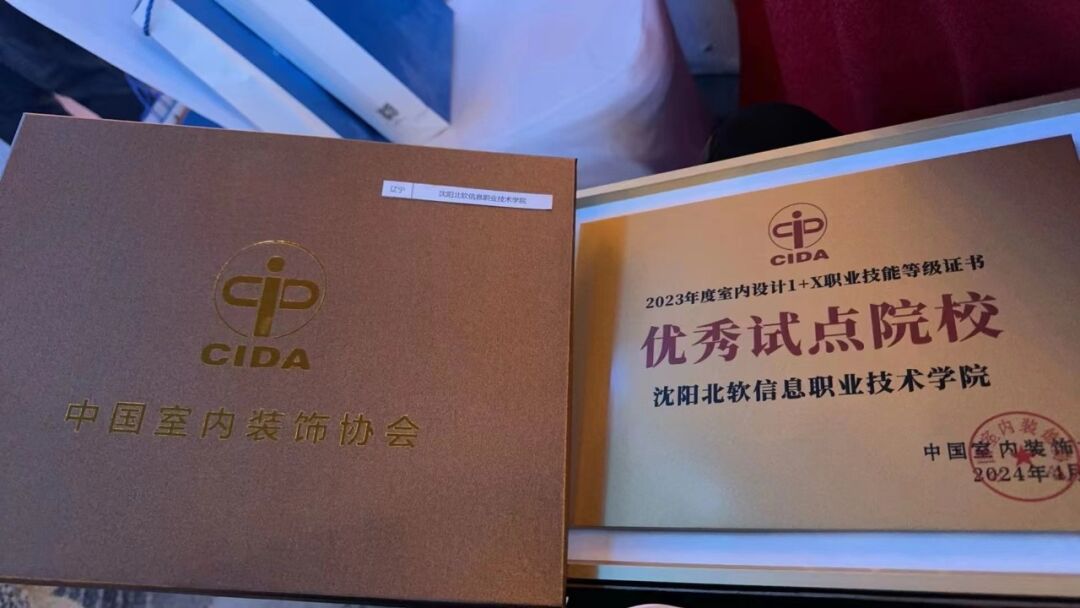 辽宁 沈阳北软信息职业技术学院
CIDA
中国室内装饰协会
CIDA
2023年度室内设计1+X职业技能等级证书
优秀试点院校
沈阳北软信息职业技术学院
中国室内装饰
2024年4月